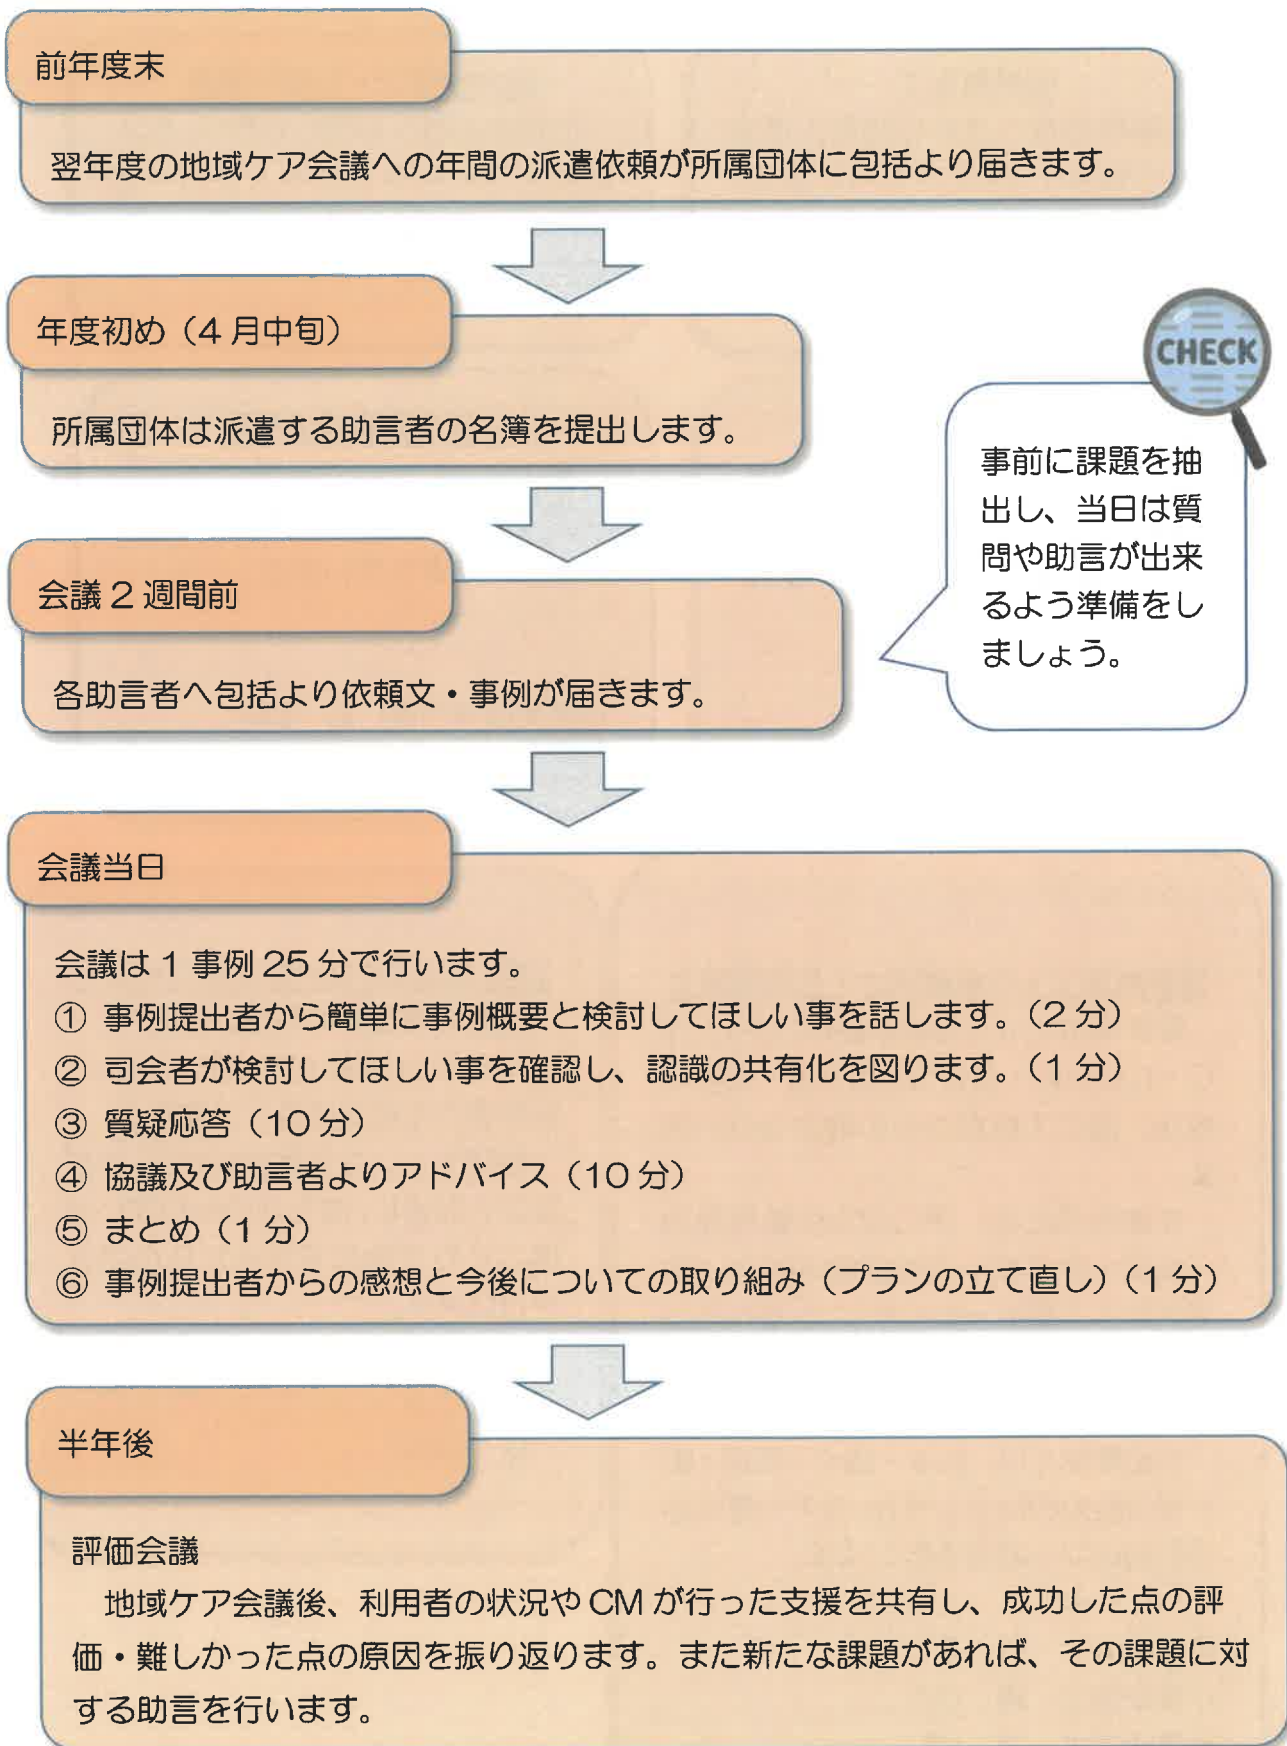 前年度末
翌年度の地域ケア会議への年間の派遣依頼が所属団体に包括より届きます。
年度初め（4月中旬）
所属団体は派遣する助言者の名簿を提出します。
CHECK
事前に課題を抽
出し、当日は質
問や助言が出来
るよう準備をし
ましょう。
会議2週間前
各助言者へ包括より依頼文・事例が届きます。
会議当日
会議は1事例25分で行います。
① 事例提出者から簡単に事例概要と検討してほしい事を話します。（2分）
② 司会者が検討してほしい事を確認し、認識の共有化を図ります。（1分）
③ 質疑応答（10分）
④ 協議及び助言者よりアドバイス（10分）
⑤ まとめ（1分）
⑥ 事例提出者からの感想と今後についての取り組み（プランの立て直し）（1分）
半年後
評価会議
地域ケア会議後、利用者の状況やCMが行った支援を共有し、成功した点の評
価・難しかった点の原因を振り返ります。また新たな課題があれば、その課題に対
する助言を行います。